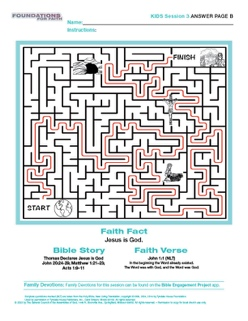 FOUNDATIONS
FOR FAITH
KIDS Session 3 ANSWER PAGE B
Name:
Instructions:
FINISH
START
Faith Fact
Jesus is God.
Bible Story
Thomas Declares Jesus is God
John 20:24–29; Matthew 1:21–23;
Acts 1:9–11
Faith Verse
John 1:1 (NLT)
In the beginning the Word already existed.
The Word was with God, and the Word was God.
Family Devotions: Family Devotions for this session can be found on the Bible Engagement Project app.